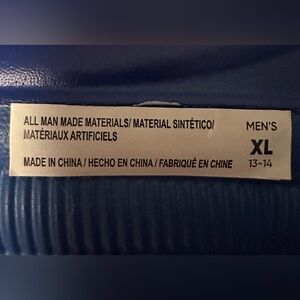 ALL MAN MADE MATERIALS/ MATERIAL SINTÉTICO/
MATÉRIAUX ARTIFICIELS
MADE IN CHINA / HECHO EN CHINA / FABRIQUÉ EN CHINE
MEN'S
XL
13-14